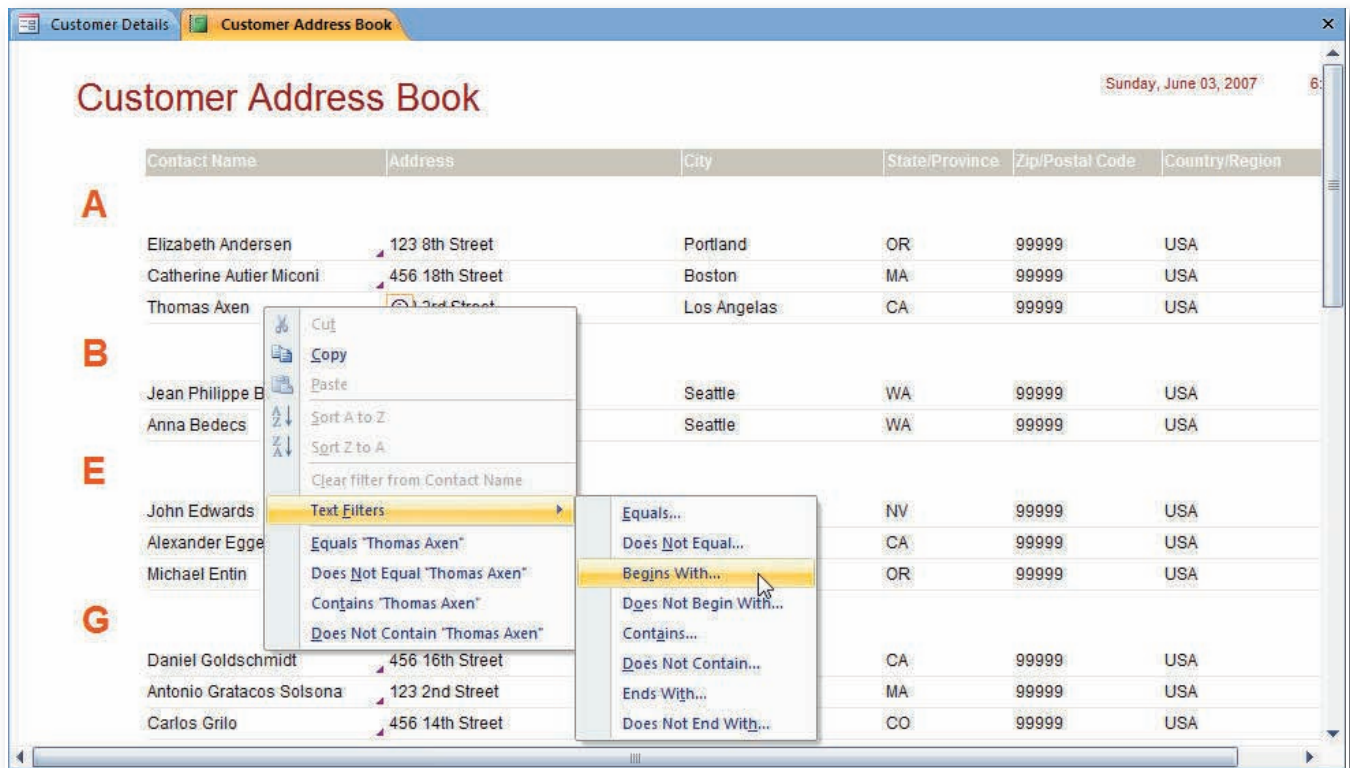 Customer Details Customer Address Book
Customer Address Book
Sunday, June 03, 2007 6:
Contact Name Address City State/Province Zip/Postal Code Country/Region
A
Elizabeth Andersen 123 8th Street Portland OR 99999 USA
Catherine Autier Miconi 456 18th Street Boston MA 99999 USA
Thomas Axen 3rd Street Los Angelas CA 99999 USA
B
Jean Philippe B Seattle WA 99999 USA
Anna Bedecs Seattle WA 99999 USA
E
John Edwards NV 99999 USA
Alexander Egge CA 99999 USA
Michael Entin OR 99999 USA
G
Daniel Goldschmidt 456 16th Street CA 99999 USA
Antonio Gratacos Solsona 123 2nd Street MA 99999 USA
Carlos Grilo 456 14th Street CO 99999 USA
Cut
Copy
Paste
Sort A to Z
Sort Z to A
Clear filter from Contact Name
Text Filters
Equals "Thomas Axen"
Does Not Equal "Thomas Axen"
Contains "Thomas Axen"
Does Not Contain "Thomas Axen"
Equals...
Does Not Equal...
Begins With...
Does Not Begin With...
Contains...
Does Not Contain...
Ends With...
Does Not End With...